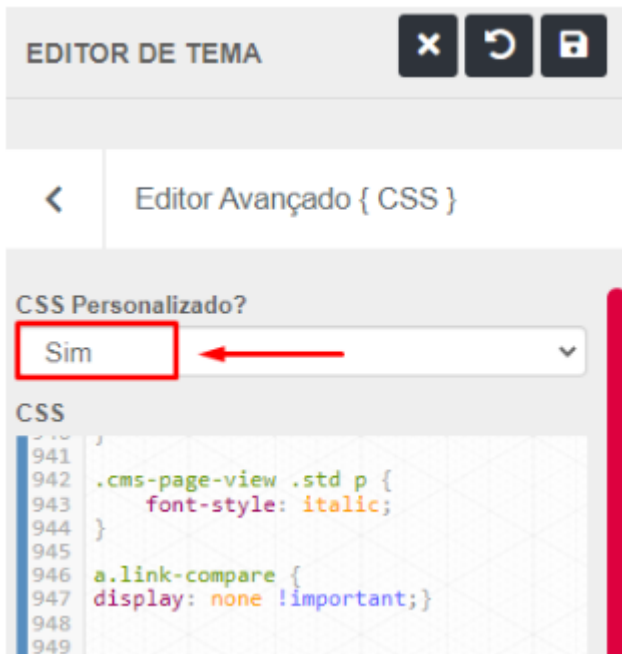 EDITOR DE TEMA
Editor Avançado { CSS }
CSS Personalizado?
Sim
CSS
941
942 .cms-page-view .std p {
943 font-style: italic;
944 }
945
946 a.link-compare {
947 display: none !important;}
948
949